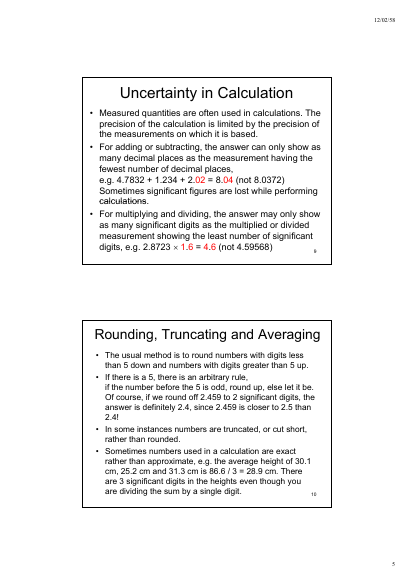 12/02/58
Uncertainty in Calculation
• Measured quantities are often used in calculations. The
precision of the calculation is limited by the precision of
the measurements on which it is based.
• For adding or subtracting, the answer can only show as
many decimal places as the measurement having the
fewest number of decimal places,
e.g. 4.7832 + 1.234 + 2.02 = 8.04 (not 8.0372)
Sometimes significant figures are lost while performing
calculations.
• For multiplying and dividing, the answer may only show
as many significant digits as the multiplied or divided
measurement showing the least number of significant
digits, e.g. 2.8723 × 1.6 = 4.6 (not 4.59568)
9
Rounding, Truncating and Averaging
• The usual method is to round numbers with digits less
than 5 down and numbers with digits greater than 5 up.
• If there is a 5, there is an arbitrary rule,
if the number before the 5 is odd, round up, else let it be.
Of course, if we round off 2.459 to 2 significant digits, the
answer is definitely 2.4, since 2.459 is closer to 2.5 than
2.4!
• In some instances numbers are truncated, or cut short,
rather than rounded.
• Sometimes numbers used in a calculation are exact
rather than approximate, e.g. the average height of 30.1
cm, 25.2 cm and 31.3 cm is 86.6 / 3 = 28.9 cm. There
are 3 significant digits in the heights even though you
are dividing the sum by a single digit.
10
5